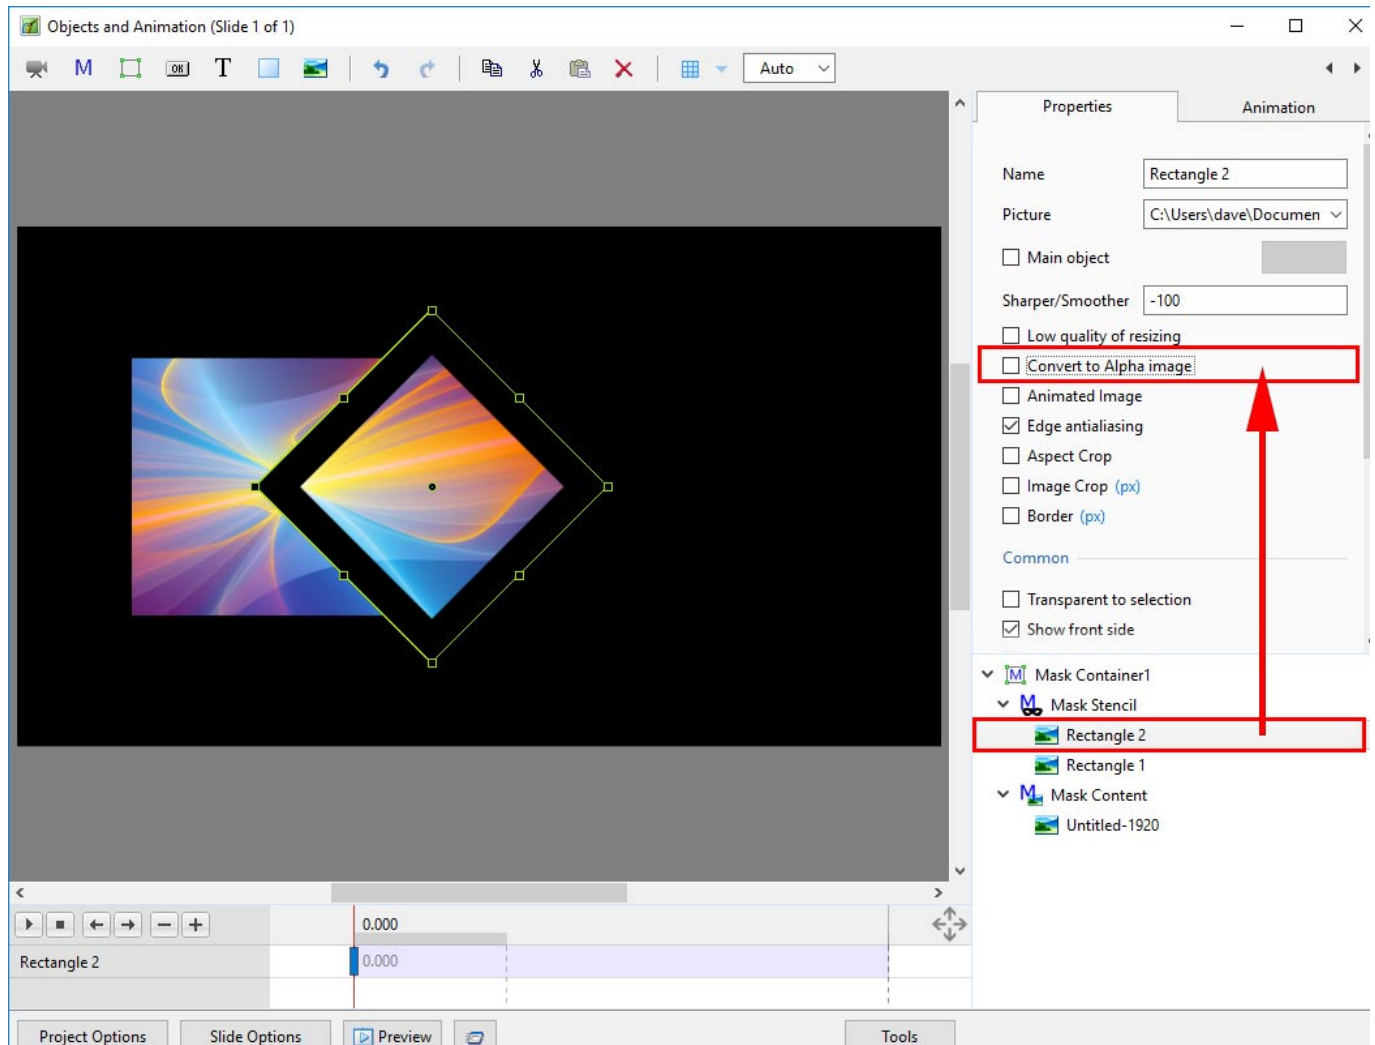 Objects and Animation (Slide 1 of 1)
M OK T Auto
Properties Animation
Name Rectangle 2
Picture C:\Users\dave\Documen
Main object
Sharper/Smoother -100
Low quality of resizing
Convert to Alpha image
Animated Image
Edge antialiasing
Aspect Crop
Image Crop (px)
Border (px)
Common
Transparent to selection
Show front side
M Mask Container1
M Mask Stencil
Rectangle 2
Rectangle 1
M Mask Content
Untitled-1920
0.000
Rectangle 2 0.000
Project Options Slide Options Preview Tools